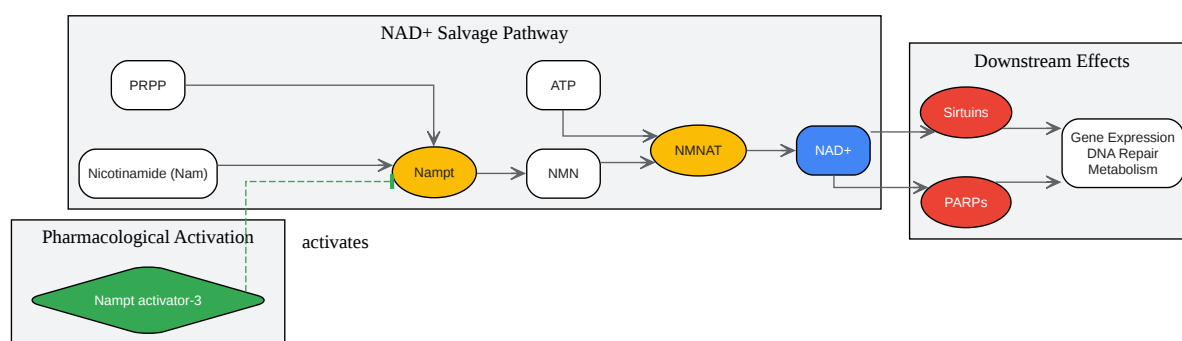 NAD+ Salvage Pathway
PRPP
ATP
Nicotinamide (Nam)
Nampt
NMN
NMNAT
NAD+
Downstream Effects
Sirtuins
PARPs
Gene Expression
DNA Repair
Metabolism
Pharmacological Activation
activates
Nampt activator-3